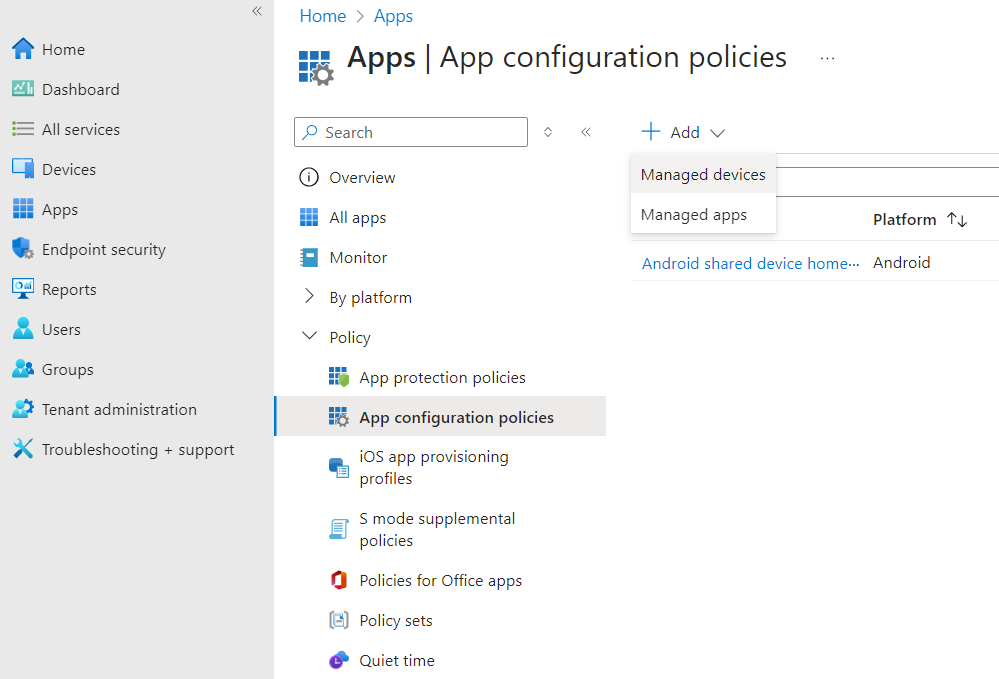 Home
Dashboard
All services
Devices
Apps
Endpoint security
Reports
Users
Groups
Tenant administration
Troubleshooting + support
Home > Apps
Apps | App configuration policies ...
Search
Overview
All apps
Monitor
By platform
Policy
App protection policies
App configuration policies
iOS app provisioning
profiles
S mode supplemental
policies
Policies for Office apps
Policy sets
Quiet time
Add
Managed devices
Managed apps
Platform
Android shared device home...
Android